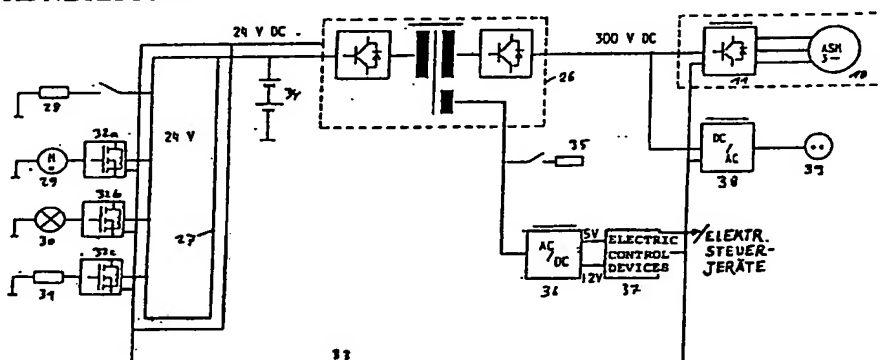 24 V DC
300 V DC
ASM
3~
11
10
26
34
28
24 V
32a
M
29
35
DC
AC
38
39
32b
30
27
AC
DC
36
5V
12V
ELECTRIC
CONTROL
DEVICES
37
ELEKTR.
STEUER-
JERÄTE
32c
31
33